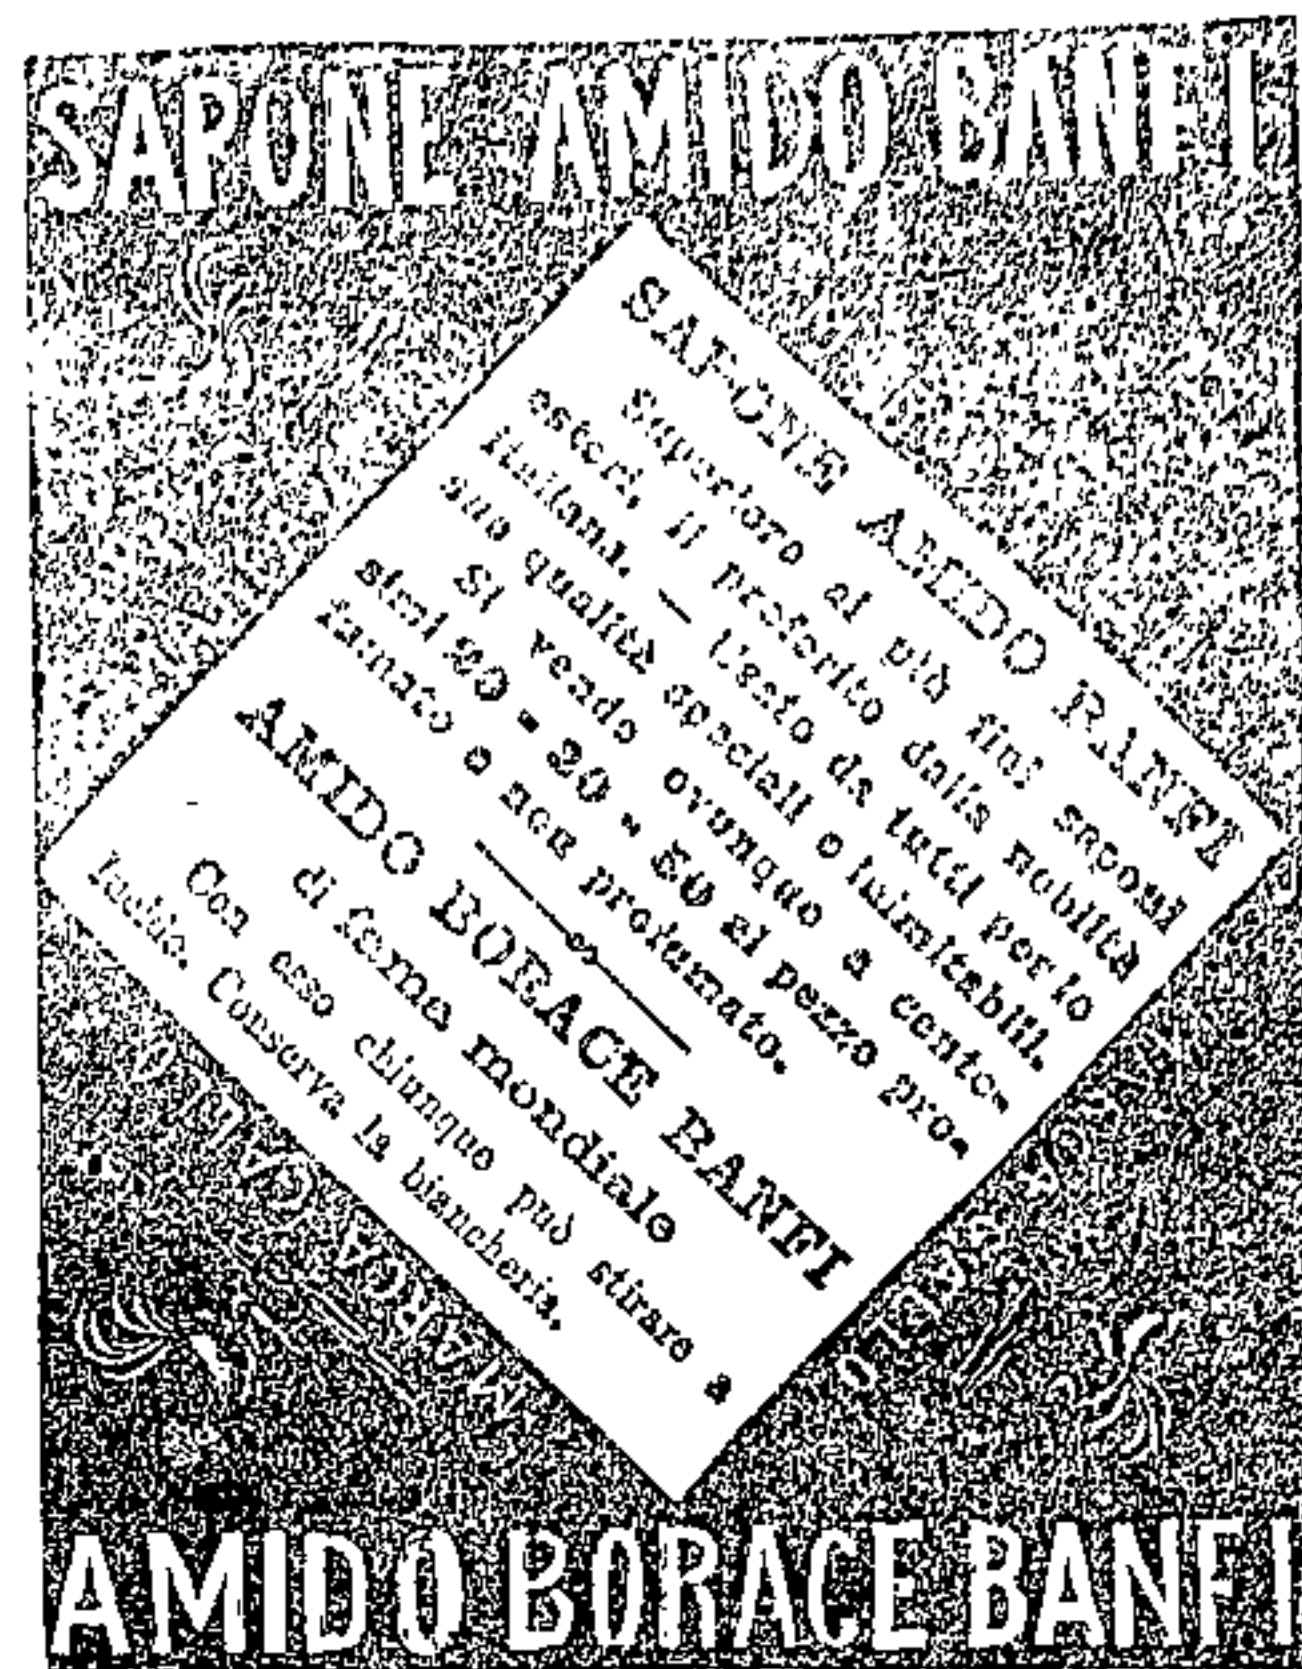 SAPONE AMIDO BANFI
SAPONE AMIDO BANFI
Superiore ai più fini saponi
esteri, il preferito dalla nobiltà
italiana. — Usato da tutti per le
sue qualità speciali e inimitabili.
Si vende ovunque a cente-
simi 20 - 30 - 50 al pezzo pro-
fumato e non profumato.
AMIDO BORACE BANFI
di fama mondiale
Con esso chiunque può stirare a
lucido. Conserva la biancheria.
MARCA GALLO
AMIDO BORACE BANFI